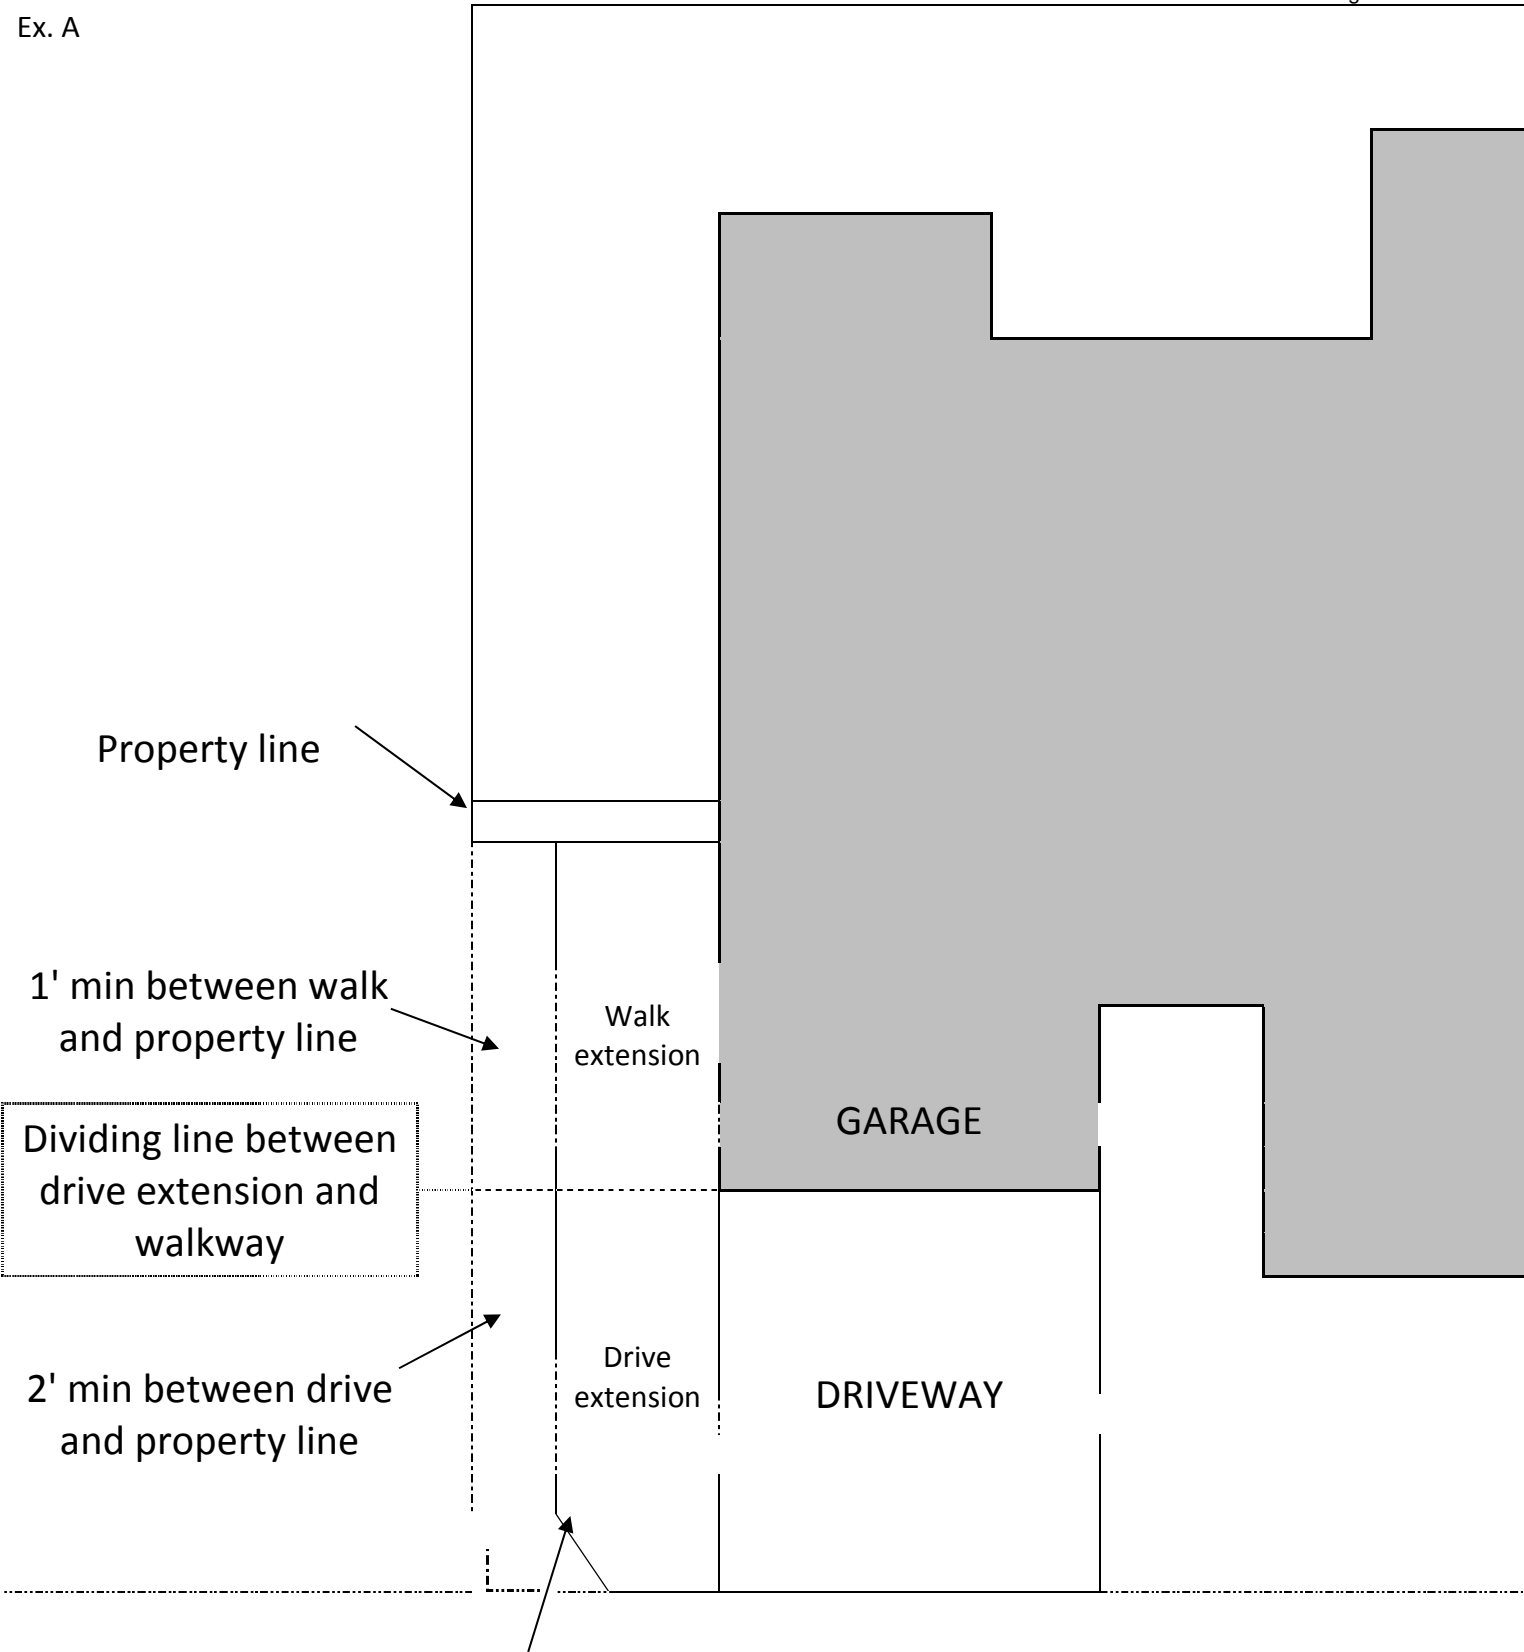 Ex. A
Property line
1' min between walk
and property line
Walk
extension
GARAGE
Dividing line between
drive extension and
walkway
2' min between drive
and property line
Drive
extension
DRIVEWAY